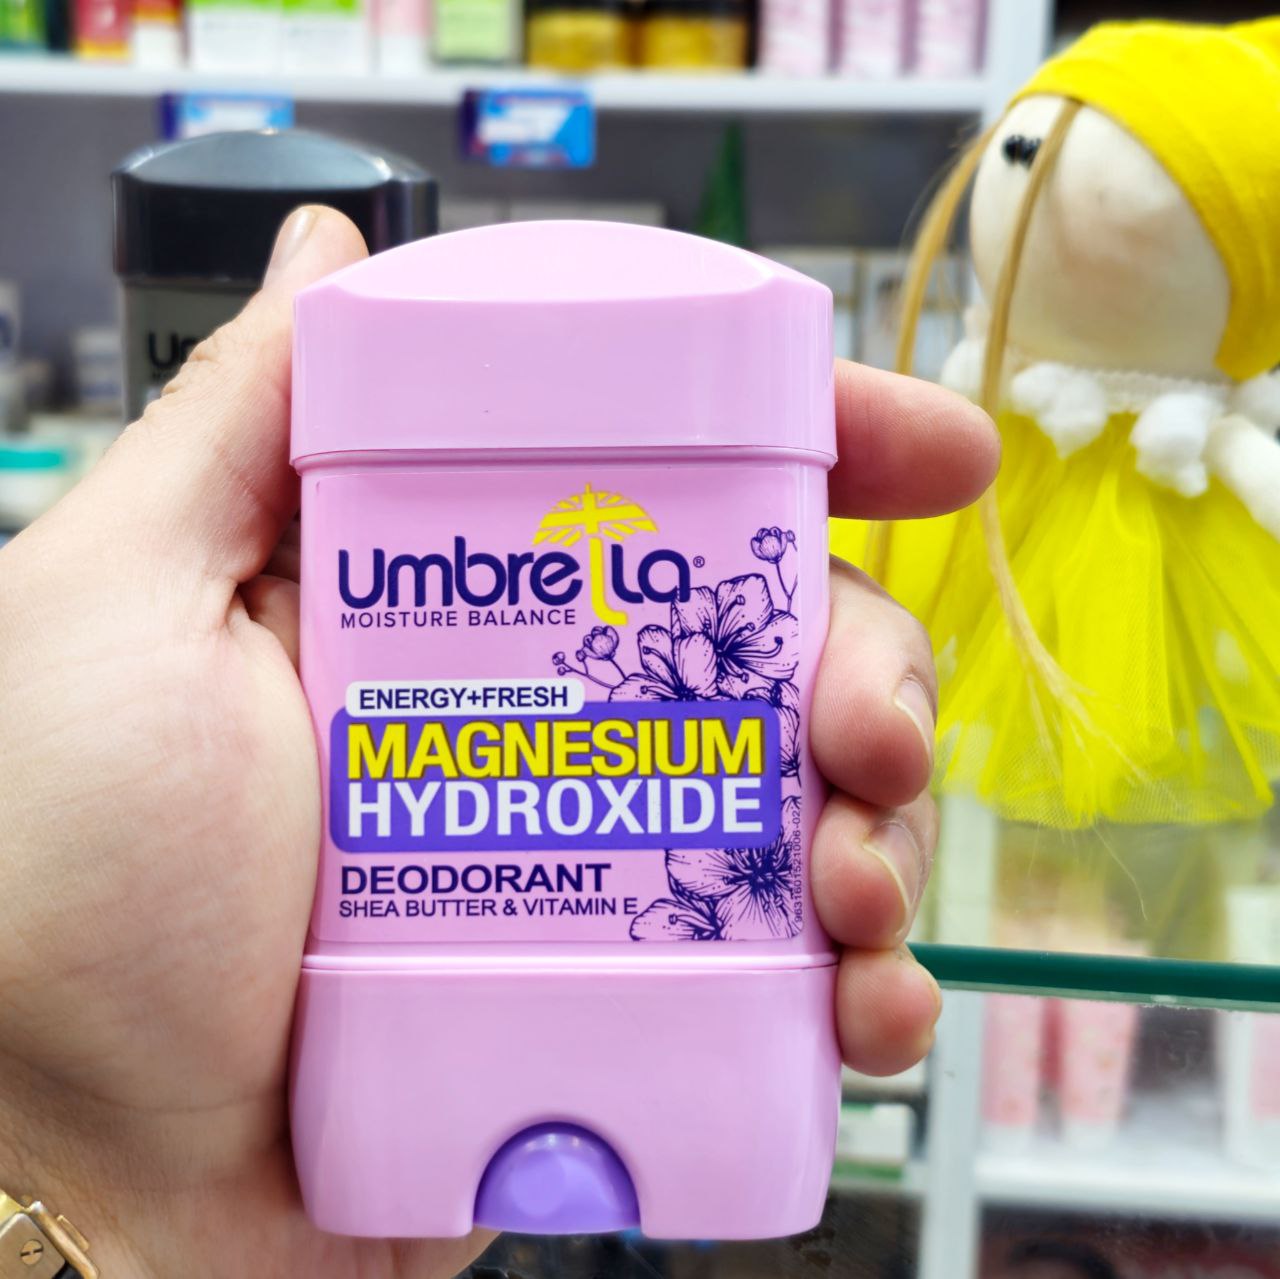 Umbrella®
MOISTURE BALANCE
ENERGY+FRESH
MAGNESIUM
HYDROXIDE
DEODORANT
SHEA BUTTER & VITAMIN E